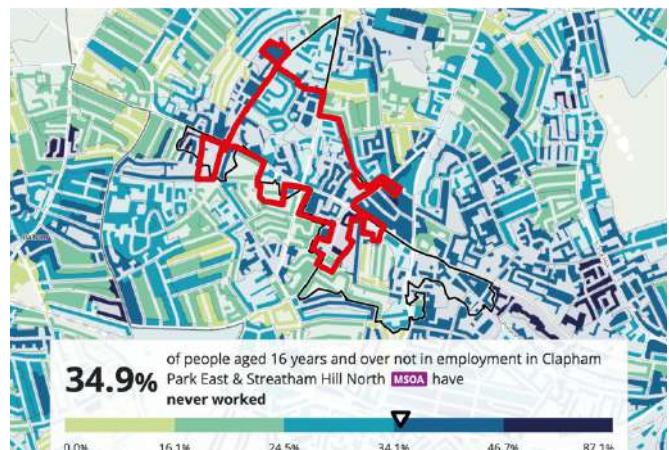 of people aged 16 years and over not in employment in Clapham
34.9% Park East & Streatham Hill North MSOA have
never worked
0.0% 16.1% 24.5% 34.1% 46.7% 87.1%